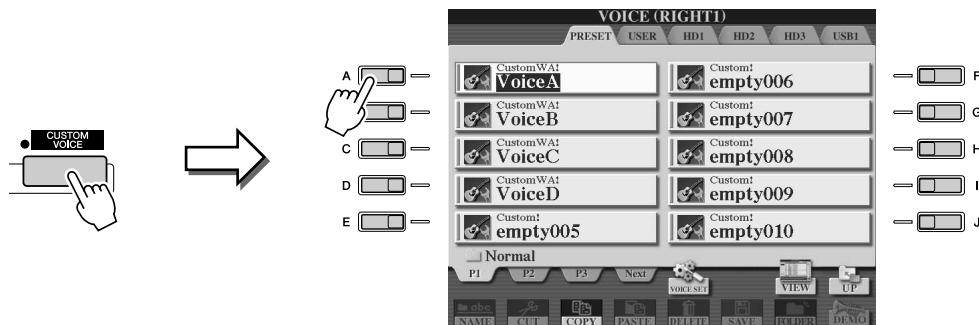 CUSTOM
VOICE
A
C
D
E
VOICE (RIGHT1)
PRESET USER HD1 HD2 HD3 USB1
CustomWA!
VoiceA
CustomWA!
VoiceB
CustomWA!
VoiceC
CustomWA!
VoiceD
Custom!
empty005
Custom!
empty006
Custom!
empty007
Custom!
empty008
Custom!
empty009
Custom!
empty010
F
G
H
I
J
Normal
P1 P2 P3 Next VOICE SET VIEW UP
abc
NAME CUT COPY PASTE DELETE SAVE FOLDER DEMO